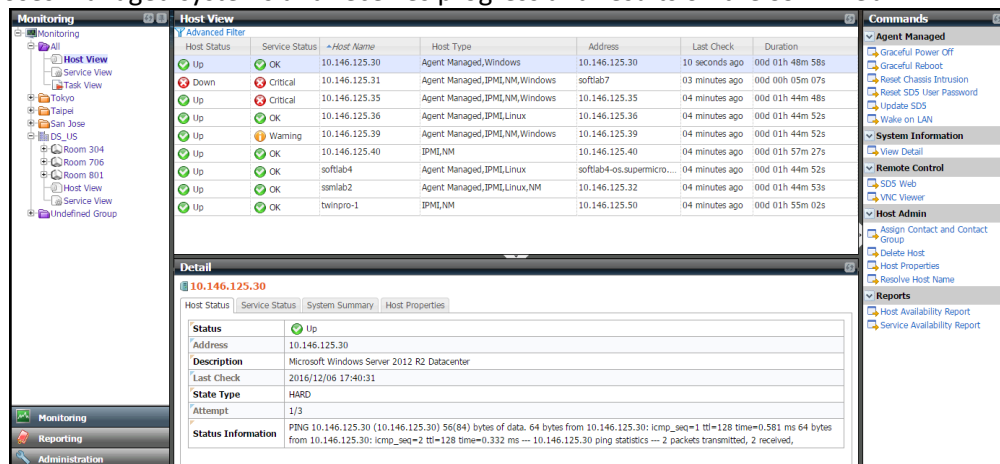 Monitoring
Monitoring
All
Host View
Service View
Task View
Tokyo
Taipei
San Jose
DS_US
Room 304
Room 706
Room 801
Host View
Service View
Undefined Group
Monitoring
Reporting
Administration
Host View
Advanced Filter
Host Status Service Status Host Name Host Type Address Last Check Duration
Up OK 10.146.125.30 Agent Managed,Windows 10.146.125.30 10 seconds ago 00d 01h 48m 58s
Down Critical 10.146.125.31 Agent Managed,IPMI,NM,Windows softlab7 03 minutes ago 00d 00h 05m 07s
Up Critical 10.146.125.35 Agent Managed,IPMI,NM,Windows 10.146.125.35 04 minutes ago 00d 01h 44m 48s
Up OK 10.146.125.36 Agent Managed,IPMI,Linux 10.146.125.36 04 minutes ago 00d 01h 44m 52s
Up Warning 10.146.125.39 Agent Managed,IPMI,NM,Windows 10.146.125.39 04 minutes ago 00d 01h 44m 52s
Up OK 10.146.125.40 IPMI,NM 10.146.125.40 04 minutes ago 00d 01h 57m 27s
Up OK softlab4 Agent Managed,IPMI,Linux softlab4-os.supermicro.... 04 minutes ago 00d 01h 44m 52s
Up OK ssmlab2 Agent Managed,IPMI,Linux,NM 10.146.125.32 04 minutes ago 00d 01h 44m 53s
Up OK twinpro-1 IPMI,NM 10.146.125.50 04 minutes ago 00d 01h 55m 02s
Detail
10.146.125.30
Host Status Service Status System Summary Host Properties
Status Up
Address 10.146.125.30
Description Microsoft Windows Server 2012 R2 Datacenter
Last Check 2016/12/06 17:40:31
State Type HARD
Attempt 1/3
Status Information PING 10.146.125.30 (10.146.125.30) 56(84) bytes of data. 64 bytes from 10.146.125.30: icmp_seq=1 ttl=128 time=0.581 ms 64 bytes
from 10.146.125.30: icmp_seq=2 ttl=128 time=0.332 ms --- 10.146.125.30 ping statistics --- 2 packets transmitted, 2 received,
Commands
Agent Managed
Graceful Power Off
Graceful Reboot
Reset Chassis Intrusion
Reset SD5 User Password
Update SD5
Wake on LAN
System Information
View Detail
Remote Control
SD5 Web
VNC Viewer
Host Admin
Assign Contact and Contact
Group
Delete Host
Host Properties
Resolve Host Name
Reports
Host Availability Report
Service Availability Report